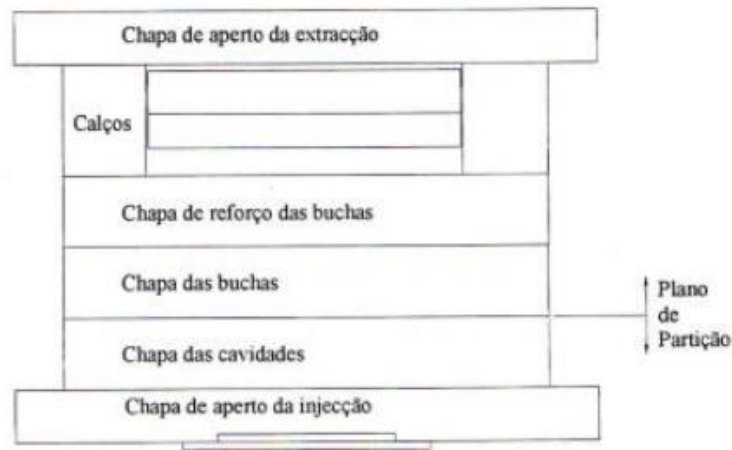 Chapa de aperto da extracção
Calços
Chapa de reforço das buchas
Chapa das buchas
Plano
de
Partição
Chapa das cavidades
Chapa de aperto da injecção